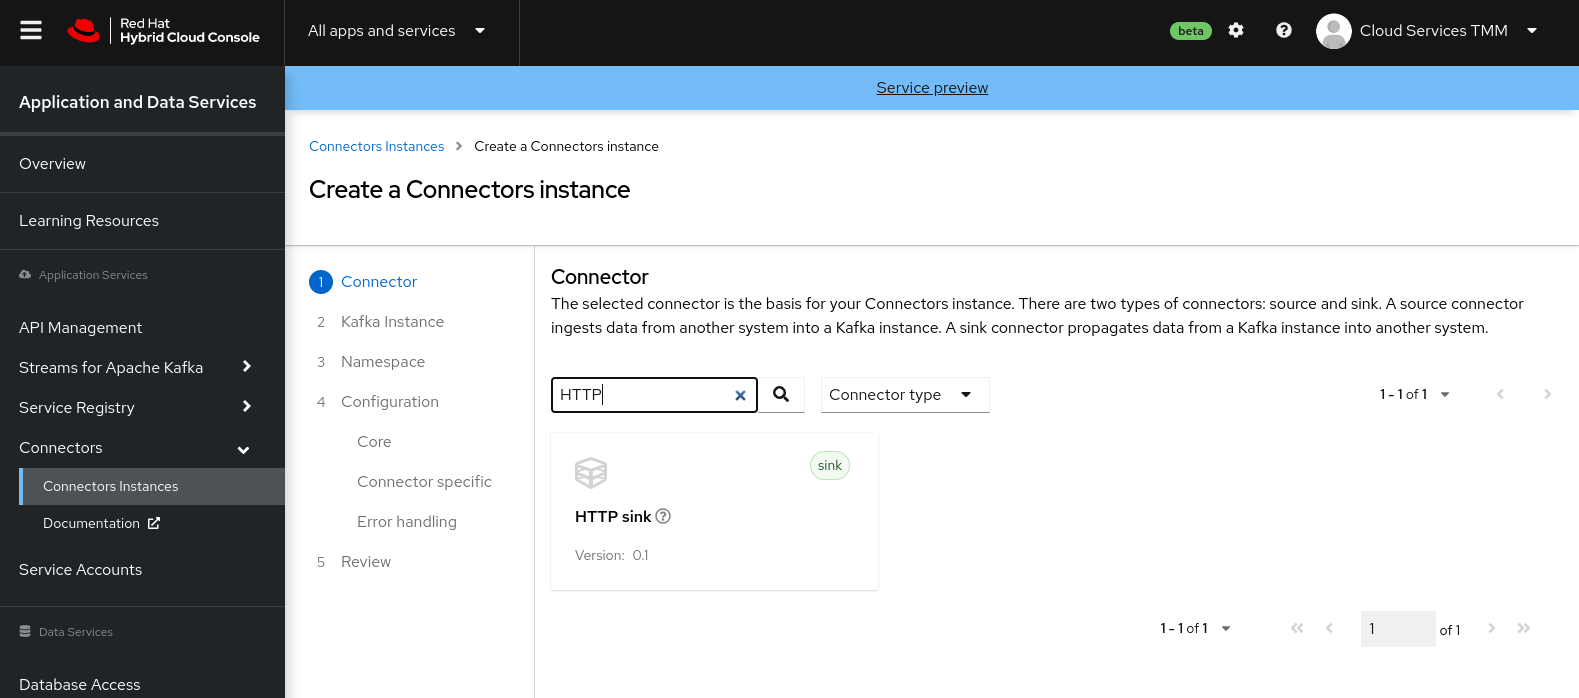 Red Hat
Hybrid Cloud Console
All apps and services
beta
Cloud Services TMM
Service preview
Application and Data Services
Overview
Learning Resources
Application Services
API Management
Streams for Apache Kafka
Service Registry
Connectors
Connectors Instances
Documentation
Service Accounts
Data Services
Database Access
Connectors Instances > Create a Connectors instance
Create a Connectors instance
1 Connector
2 Kafka Instance
3 Namespace
4 Configuration
Core
Connector specific
Error handling
5 Review
Connector
The selected connector is the basis for your Connectors instance. There are two types of connectors: source and sink. A source connector
ingests data from another system into a Kafka instance. A sink connector propagates data from a Kafka instance into another system.
HTTP
Connector type
1 - 1 of 1
sink
HTTP sink
Version: 0.1
1 - 1 of 1
1 of 1